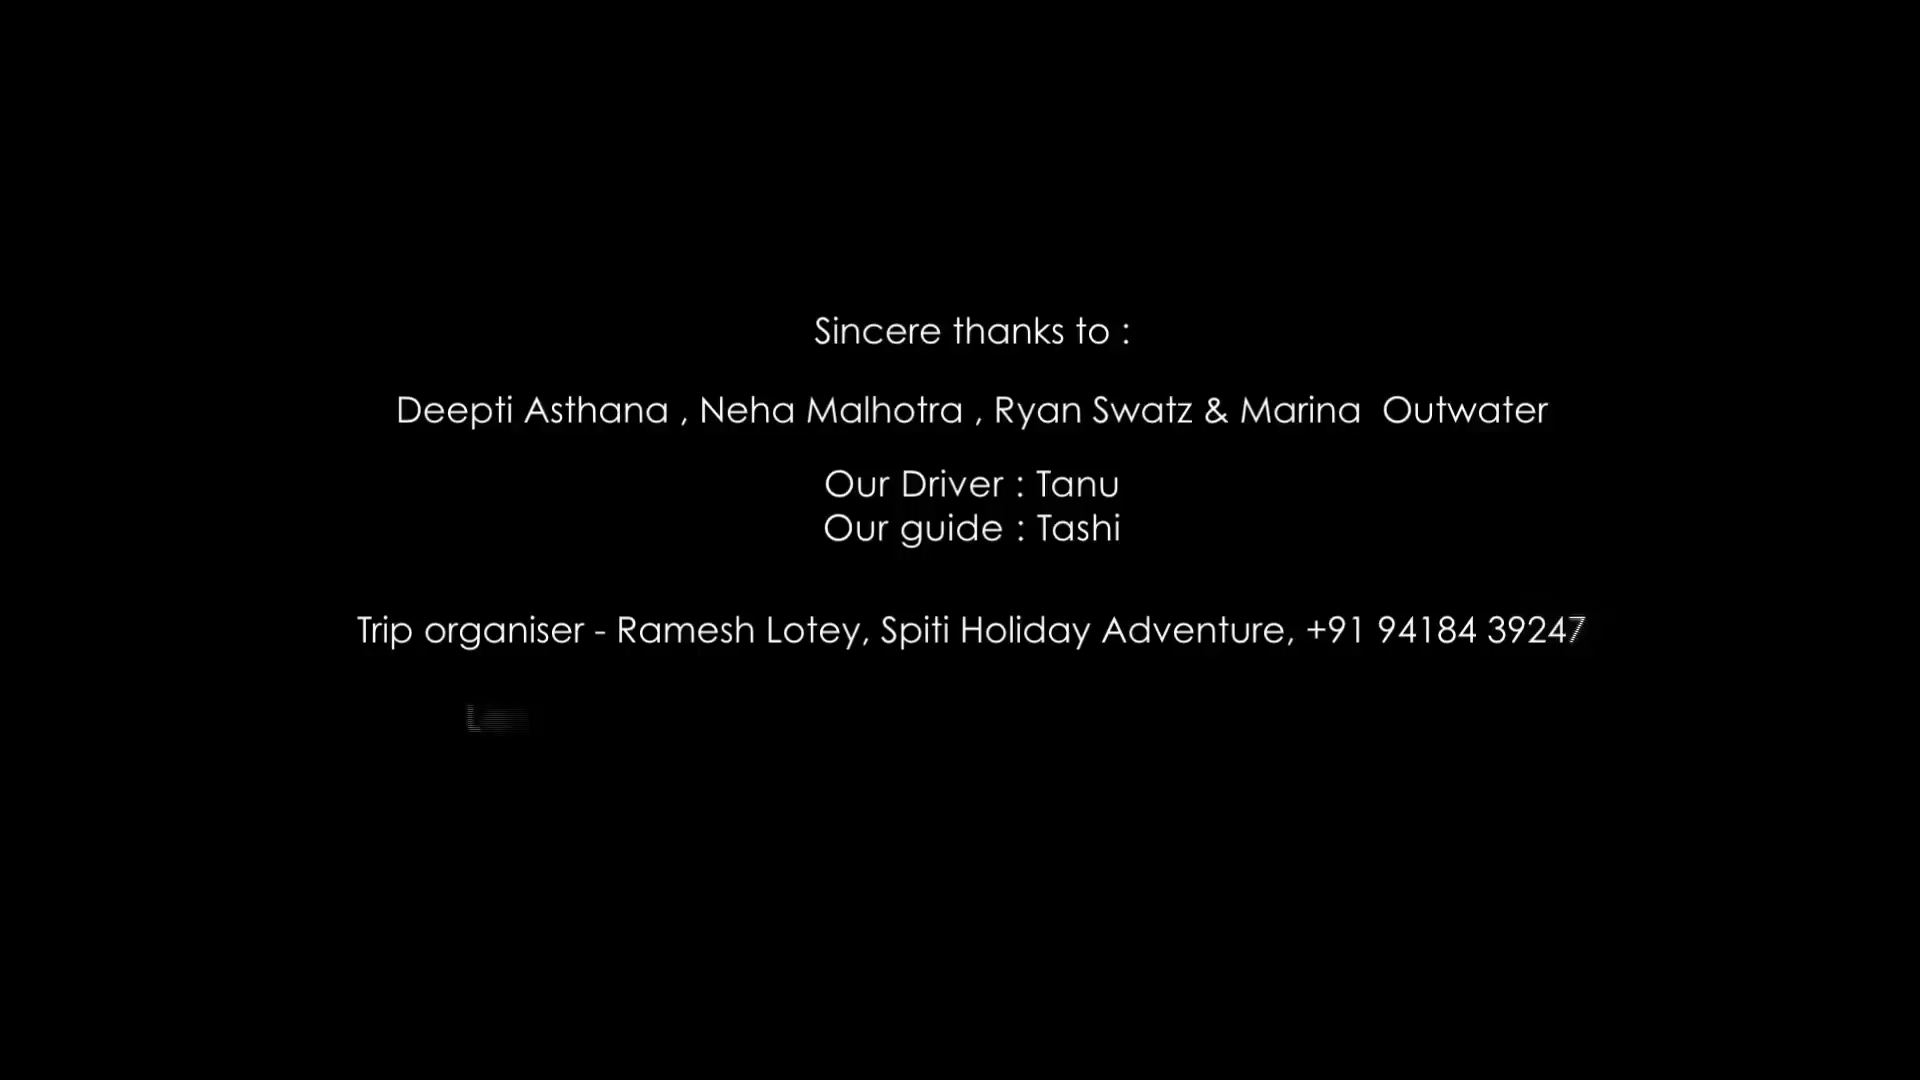 Sincere thanks to :
Deepti Asthana , Neha Malhotra , Ryan Swatz & Marina  Outwater
Our Driver : Tanu
Our guide : Tashi
Trip organiser - Ramesh Lotey, Spiti Holiday Adventure, +91 94184 39247